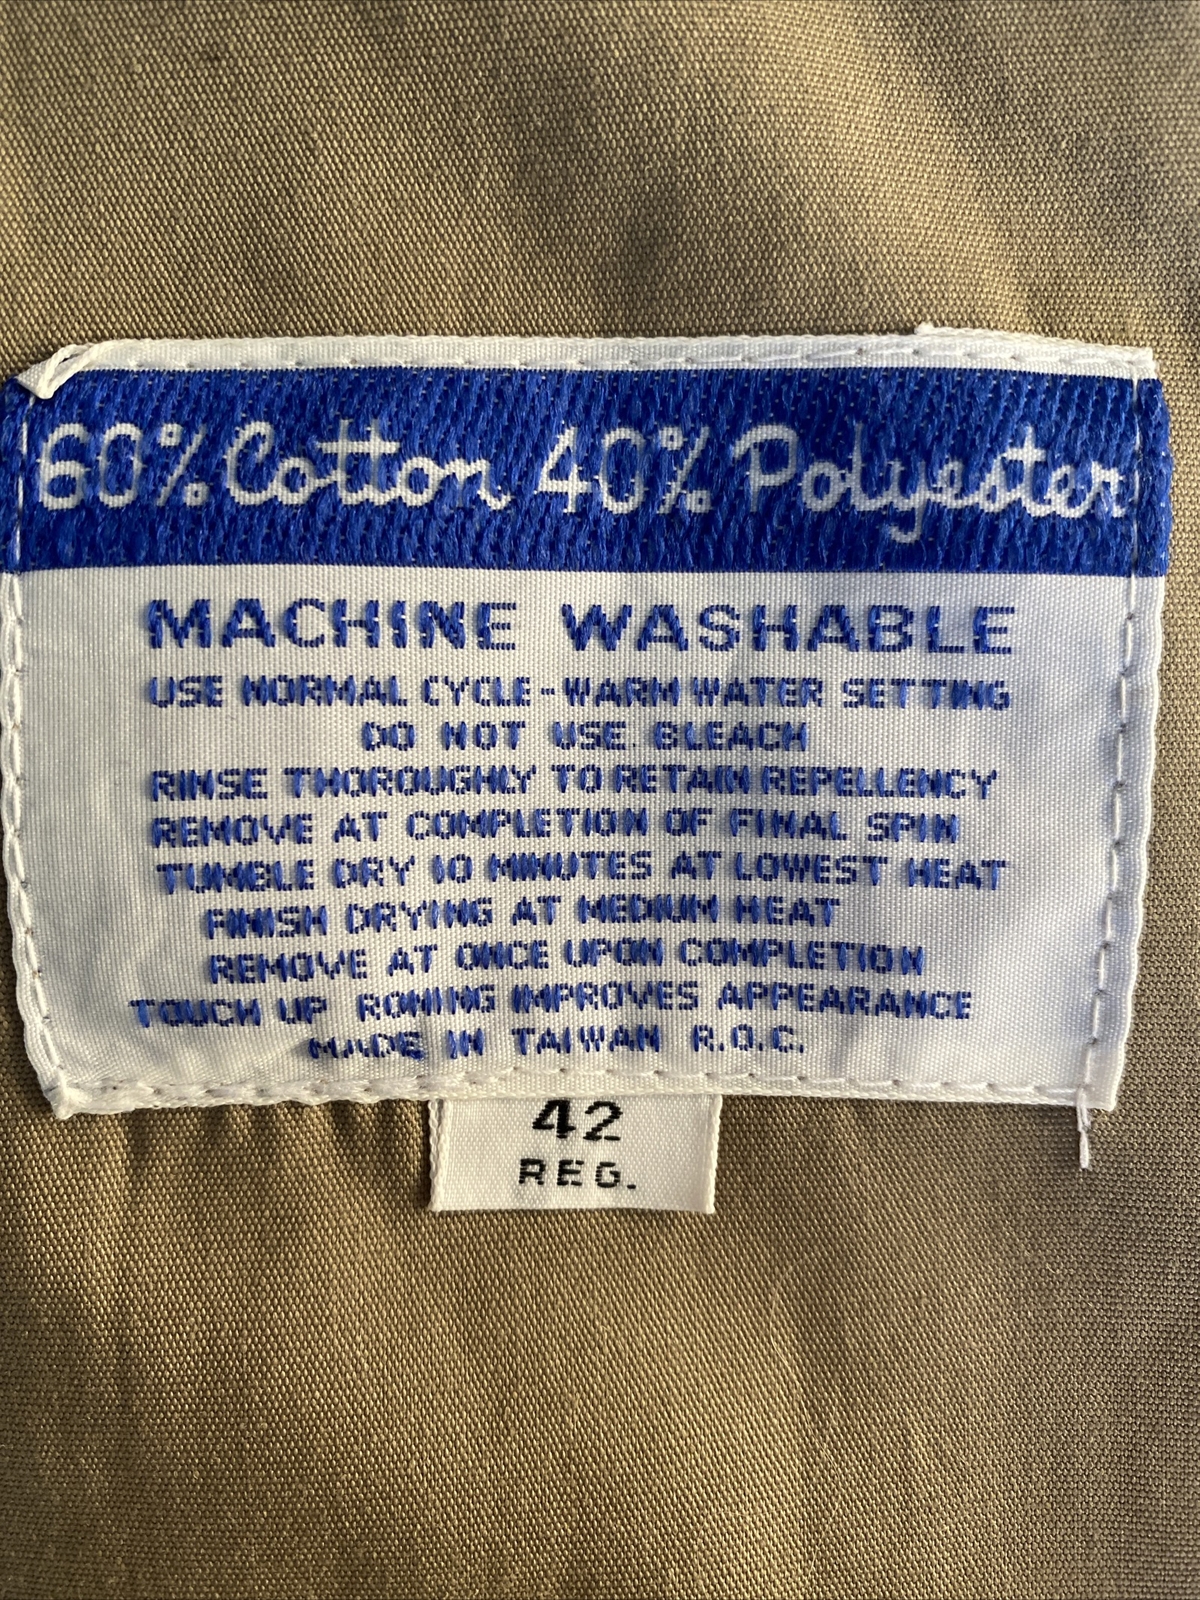 60% Cotton 40% Polyester
MACHINE WASHABLE
USE NORMAL CYCLE-WARM WATER SETTING
DO NOT USE BLEACH
RINSE THOROUGHLY TO RETAIN REPELLENCY
REMOVE AT COMPLETION OF FINAL SPIN
TUMBLE DRY 10 MINUTES AT LOWEST HEAT
FINISH DRYING AT MEDIUM HEAT
REMOVE AT ONCE UPON COMPLETION
TOUCH UP IRONING IMPROVES APPEARANCE
MADE IN TAIWAN R.O.C.
42
REG.